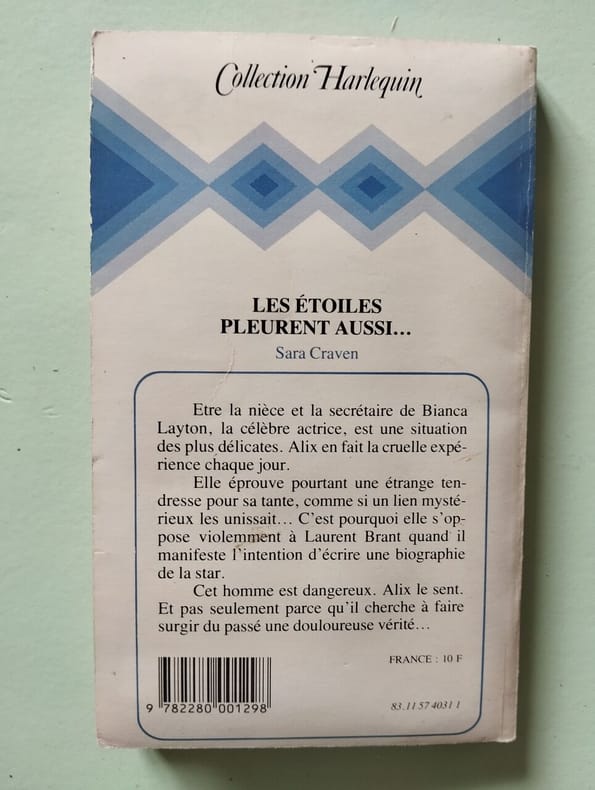 Collection Harlequin
LES ÉTOILES
PLEURENT AUSSI...
Sara Craven
Etre la nièce et la secrétaire de Bianca
Layton, la célèbre actrice, est une situation
des plus délicates. Alix en fait la cruelle expé-
rience chaque jour.
Elle éprouve pourtant une étrange ten-
dresse pour sa tante, comme si un lien mysté-
rieux les unissait... C'est pourquoi elle s'op-
pose violemment à Laurent Brant quand il
manifeste l'intention d'écrire une biographie
de la star.
Cet homme est dangereux. Alix le sent.
Et pas seulement parce qu'il cherche à faire
surgir du passé une douloureuse vérité...
FRANCE : 10 F
9 782280 001298
83.11 57 4031 1